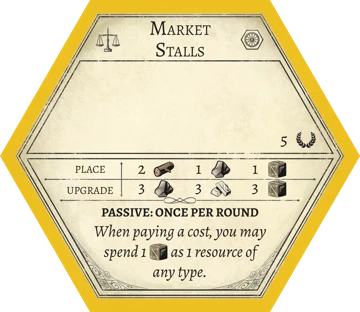 Market
Stalls
5
PLACE 2 1 1
UPGRADE 3 3 3
PASSIVE: ONCE PER ROUND
When paying a cost, you may
spend 1 as 1 resource of
any type.